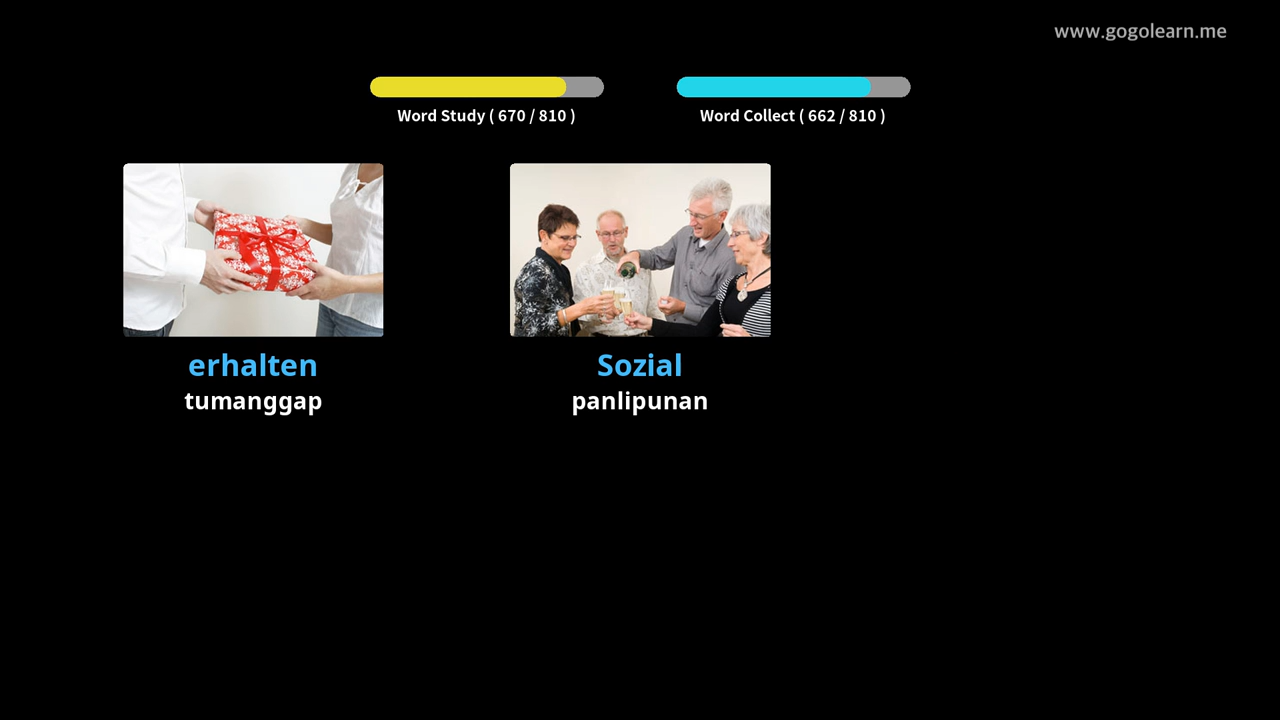 www.gogolearn.me
Word Study ( 670 / 810 )
Word Collect ( 662 / 810 )
erhalten
tumanggap
Sozial
panlipunan